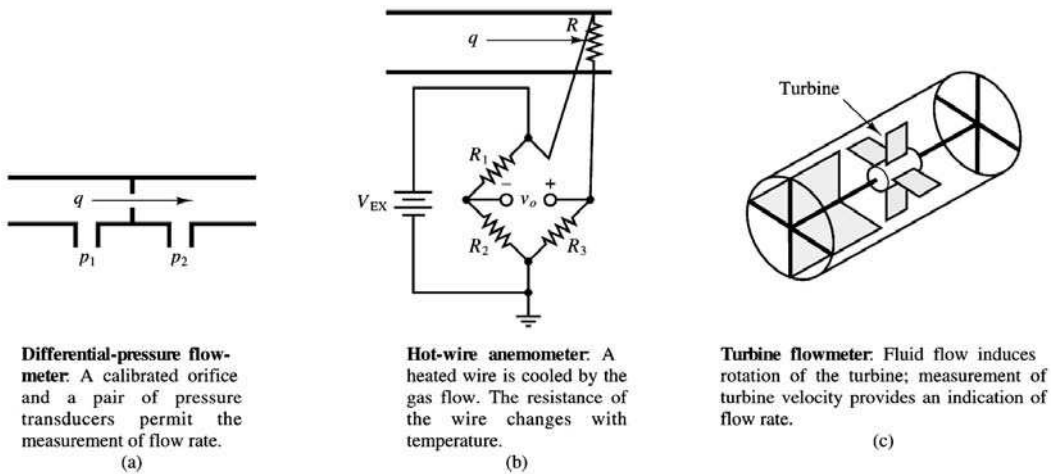 q
p1
p2
Differential-pressure flow-
meter: A calibrated orifice
and a pair of pressure
transducers permit the
measurement of flow rate.
(a)
R
q
R1
VEX
− vo +
R2
R3
Hot-wire anemometer: A
heated wire is cooled by the
gas flow. The resistance of
the wire changes with
temperature.
(b)
Turbine
Turbine flowmeter: Fluid flow induces
rotation of the turbine; measurement of
turbine velocity provides an indication of
flow rate.
(c)